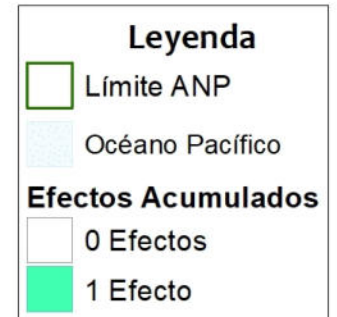 Leyenda
Límite ANP
Océano Pacífico
Efectos Acumulados
0 Efectos
1 Efecto